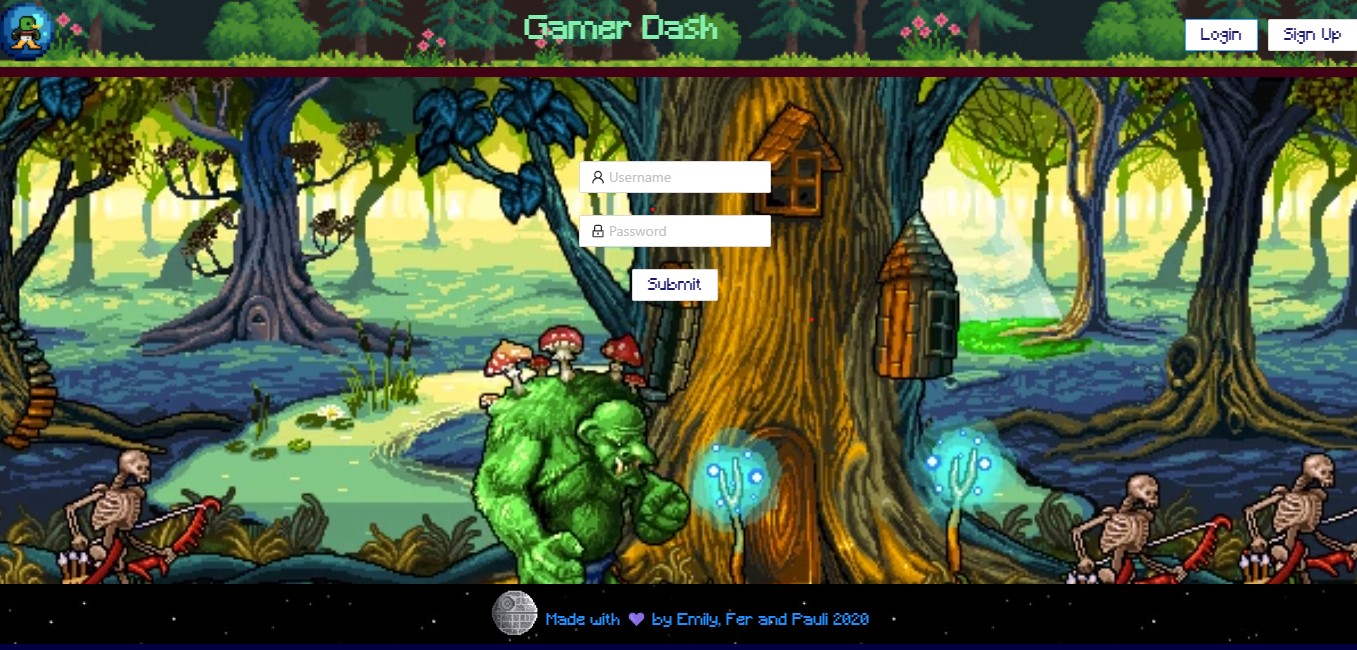 Gamer Dash
Login
Sign Up
Username
Password
Submit
Made with by Emily, Fer and Pauli 2020